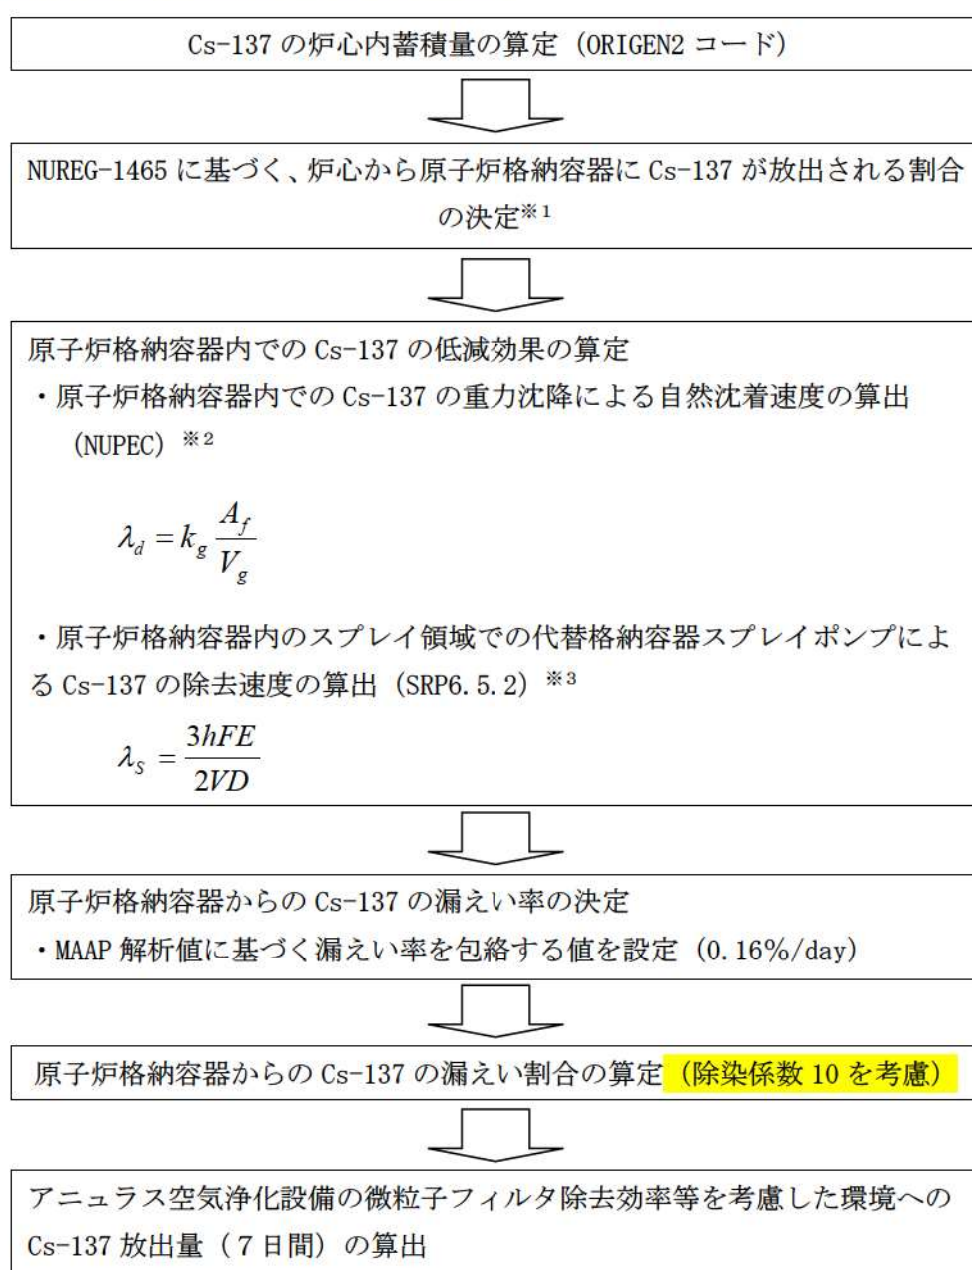 Cs-137 の炉心内蓄積量の算定（ORIGEN2 コード）
NUREG-1465 に基づく、炉心から原子炉格納容器に Cs-137 が放出される割合
の決定※1
原子炉格納容器内での Cs-137 の低減効果の算定
・原子炉格納容器内での Cs-137 の重力沈降による自然沈着速度の算出
（NUPEC）※2
λ_d = k_g A_f / V_g
・原子炉格納容器内のスプレイ領域での代替格納容器スプレイポンプによ
る Cs-137 の除去速度の算出（SRP6.5.2）※3
λ_S = 3hFE / 2VD
原子炉格納容器からの Cs-137 の漏えい率の決定
・MAAP 解析値に基づく漏えい率を包絡する値を設定（0.16%/day）
原子炉格納容器からの Cs-137 の漏えい割合の算定（除染係数 10 を考慮）
アニュラス空気浄化設備の微粒子フィルタ除去効率等を考慮した環境への
Cs-137 放出量（７日間）の算出